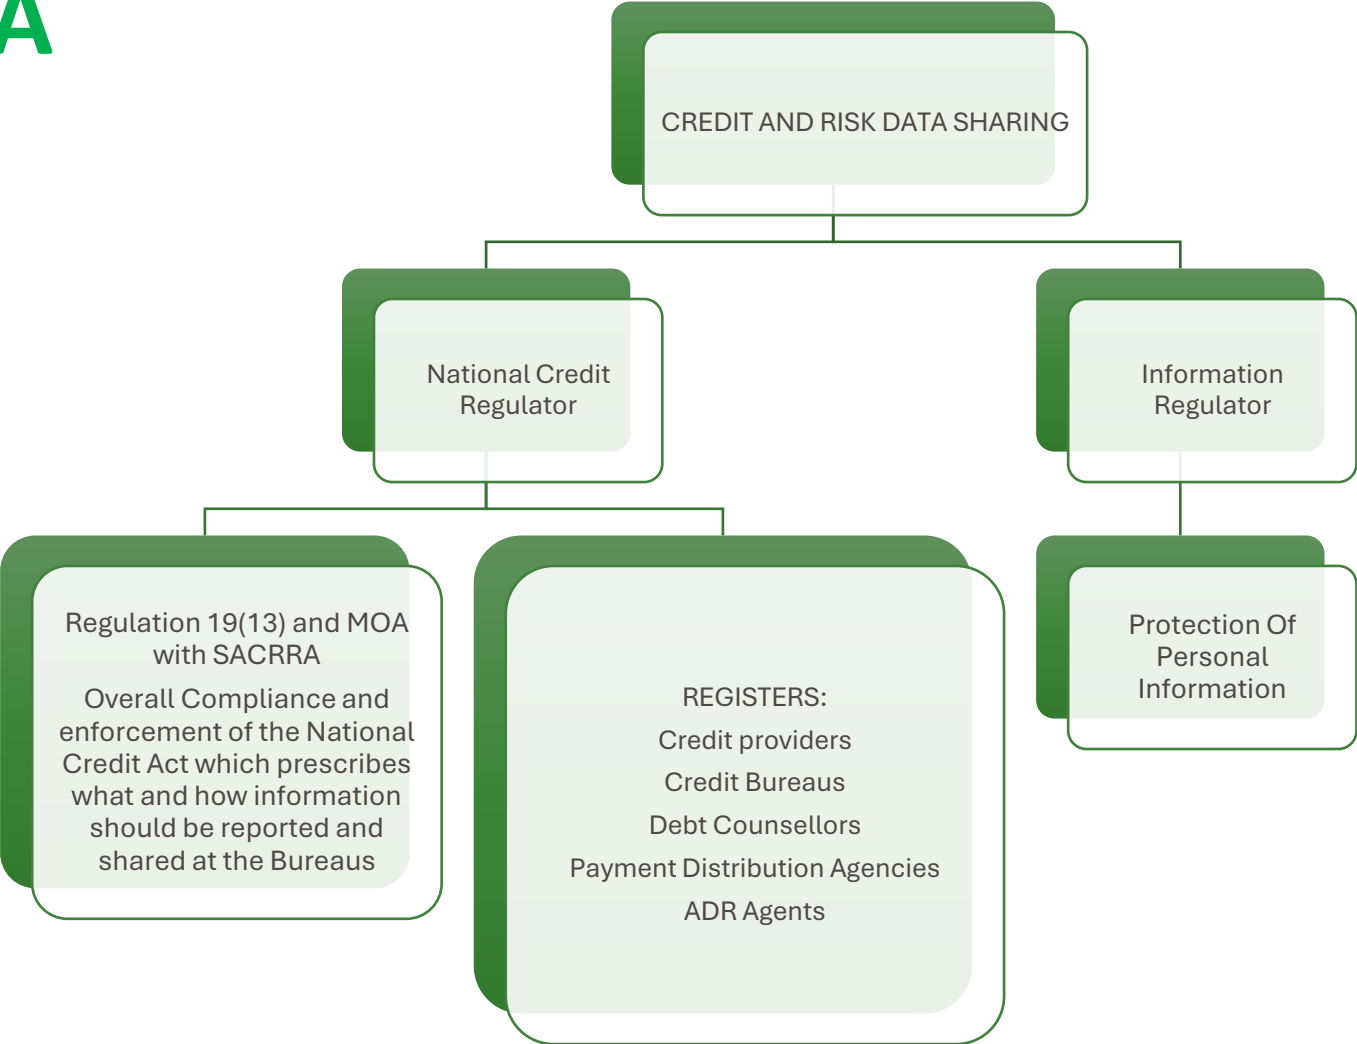 A
CREDIT AND RISK DATA SHARING
National Credit
Regulator
Information
Regulator
Regulation 19(13) and MOA
with SACRRA
Overall Compliance and
enforcement of the National
Credit Act which prescribes
what and how information
should be reported and
shared at the Bureaus
REGISTERS:
Credit providers
Credit Bureaus
Debt Counsellors
Payment Distribution Agencies
ADR Agents
Protection Of
Personal
Information